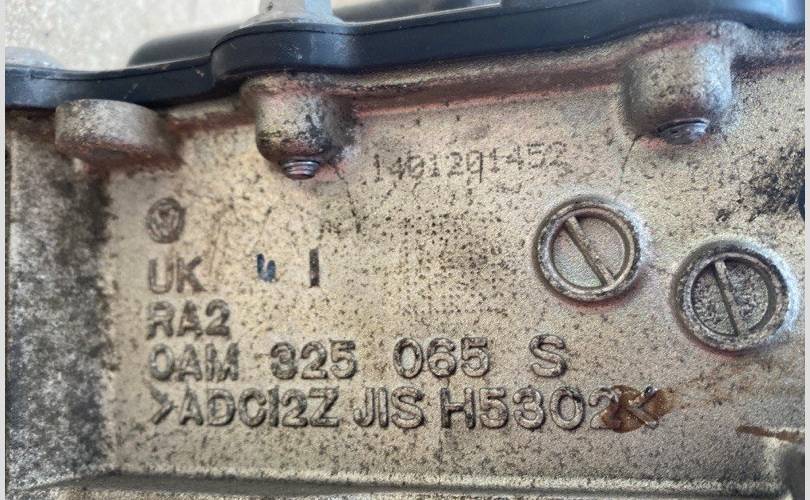 1401201452
UK
RA2
0AM 325 065 S
>ADC12Z JIS H5302<